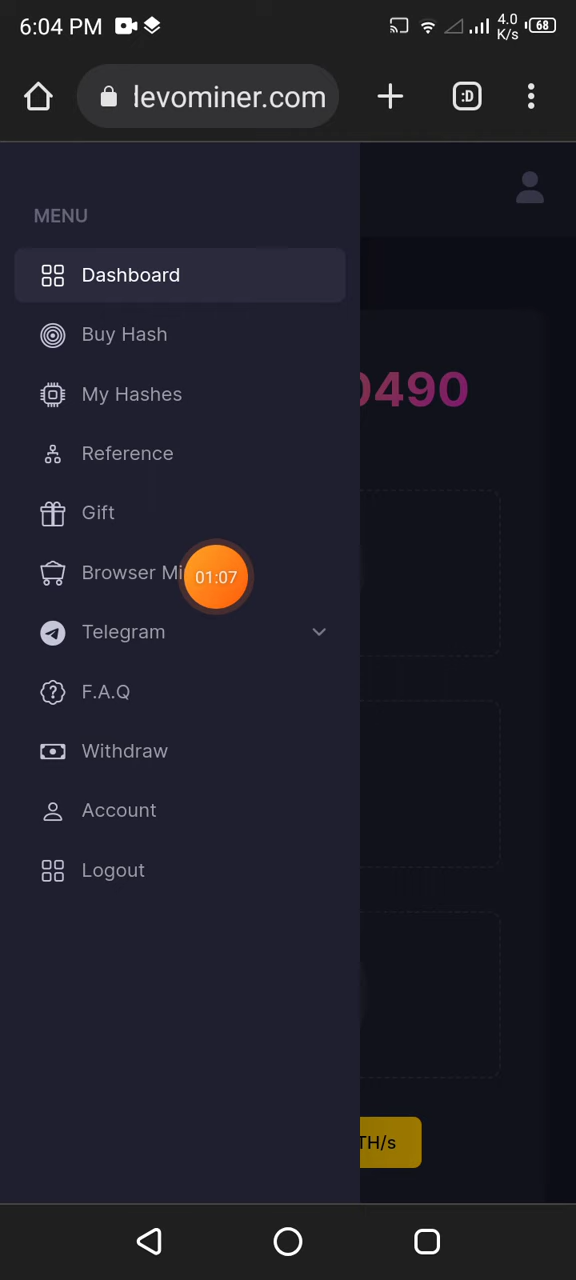 6:04 PM
4.0
K/s
68
levominer.com
:D
MENU
Dashboard
Buy Hash
0490
My Hashes
Reference
Gift
Browser Mi
01:07
Telegram
F.A.Q
Withdraw
Account
Logout
TH/s